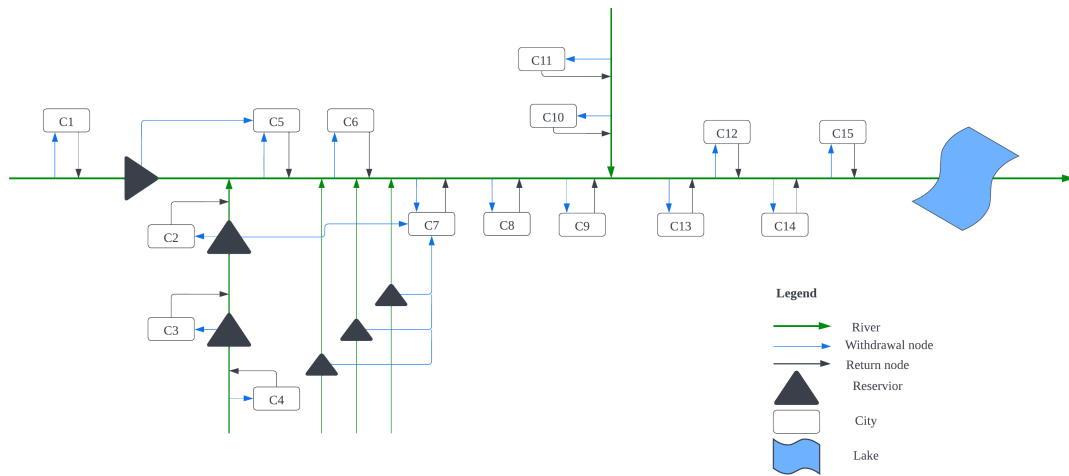 C11
C10
C1
C5
C6
C12
C15
C2
C7
C8
C9
C13
C14
C3
C4
Legend
River
Withdrawal node
Return node
Reservior
City
Lake